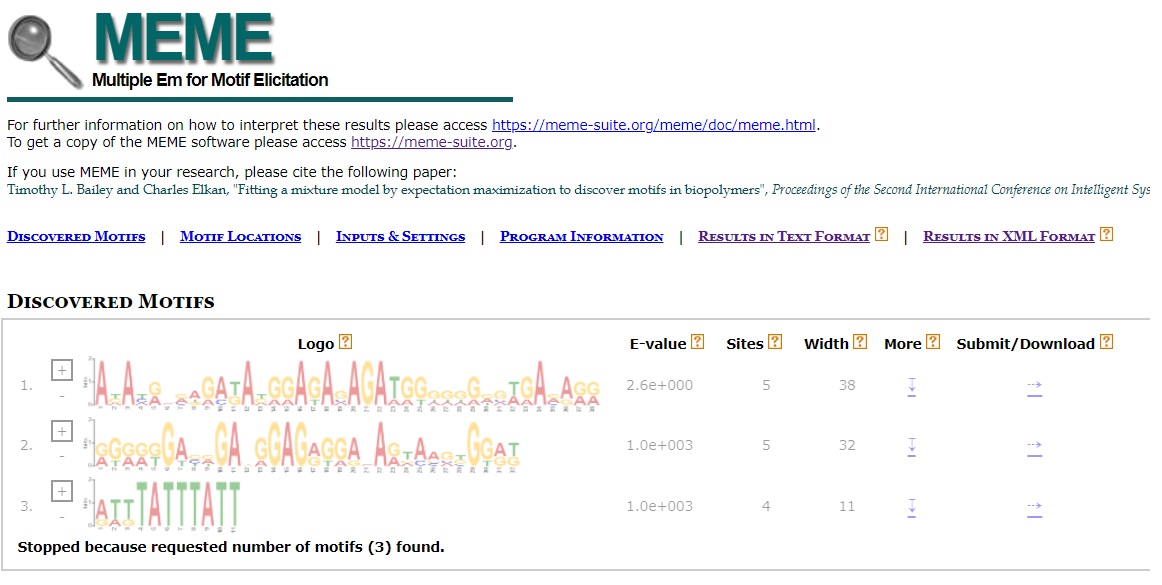 MEME
Multiple Em for Motif Elicitation
For further information on how to interpret these results please access https://meme-suite.org/meme/doc/meme.html.
To get a copy of the MEME software please access https://meme-suite.org.
If you use MEME in your research, please cite the following paper:
Timothy L. Bailey and Charles Elkan, "Fitting a mixture model by expectation maximization to discover motifs in biopolymers", Proceedings of the Second International Conference on Intelligent Sys
Discovered Motifs | Motif Locations | Inputs & Settings | Program Information | Results in Text Format ? | Results in XML Format ?
Discovered Motifs
Logo ? E-value ? Sites ? Width ? More ? Submit/Download ?
1. + - 2.6e+000 5 38
2. + - 1.0e+003 5 32
3. + - TATTTATT 1.0e+003 4 11
Stopped because requested number of motifs (3) found.